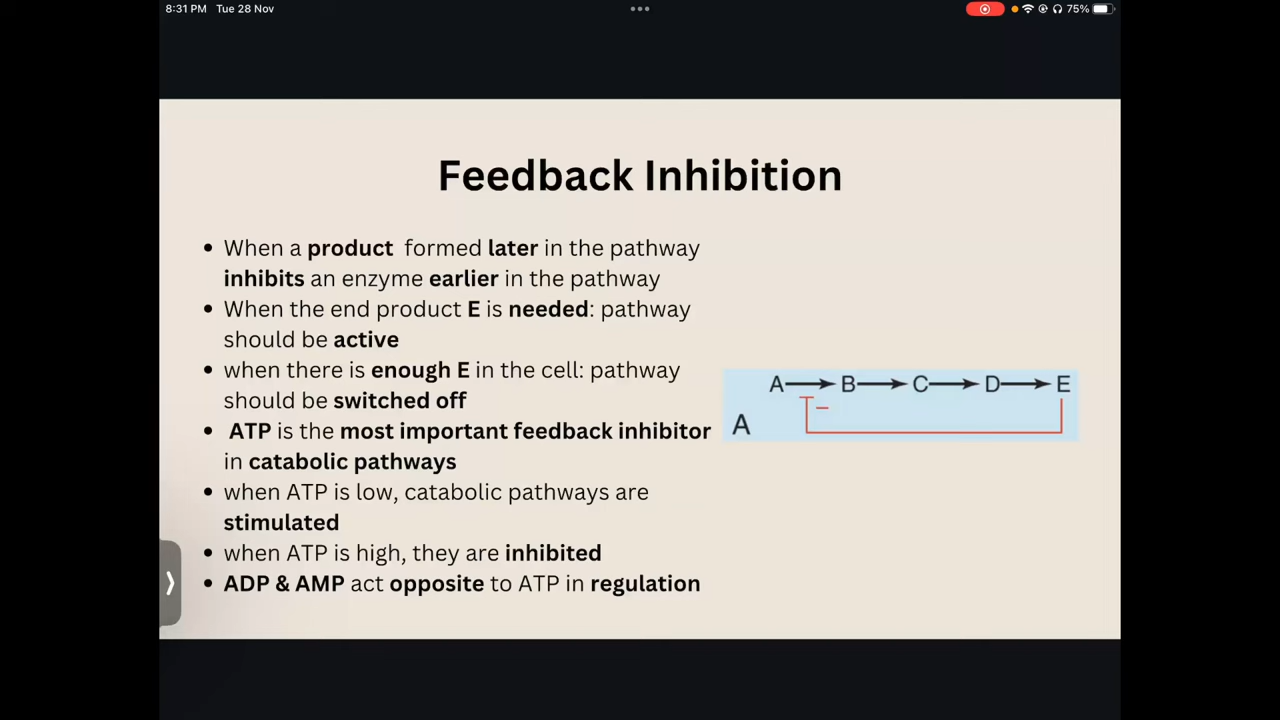 8:31 PM Tue 28 Nov
75%
Feedback Inhibition
• When a product formed later in the pathway
inhibits an enzyme earlier in the pathway
• When the end product E is needed: pathway
should be active
• when there is enough E in the cell: pathway
should be switched off
• ATP is the most important feedback inhibitor
in catabolic pathways
• when ATP is low, catabolic pathways are
stimulated
• when ATP is high, they are inhibited
• ADP & AMP act opposite to ATP in regulation
A → B → C → D → E
−
A